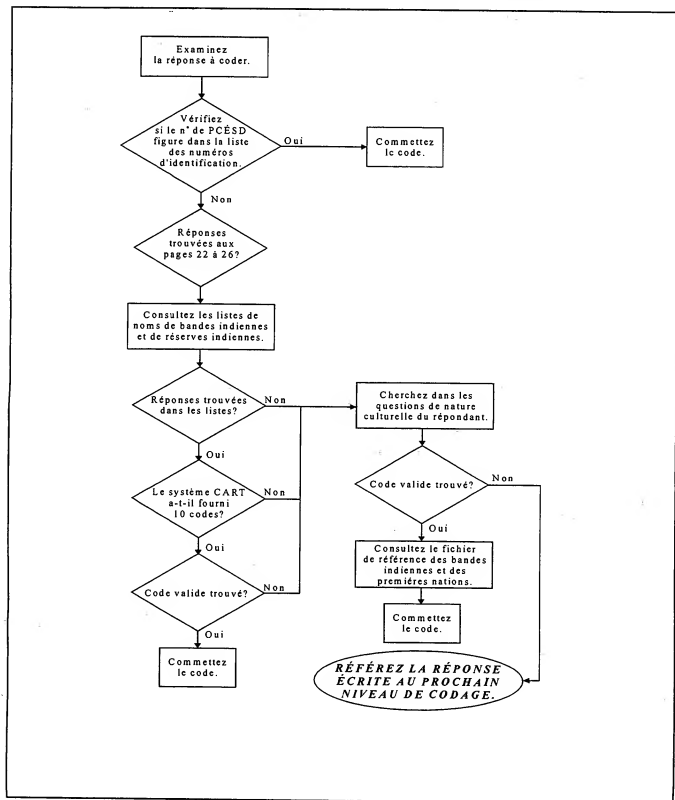 Examinez
la réponse à coder.
Vérifiez
si le n° de PCÉSD
figure dans la liste
des numéros
d'identification.
Oui
Commettez
le code.
Non
Réponses
trouvées aux
pages 22 à 26?
Consultez les listes de
noms de bandes indiennes
et de réserves indiennes.
Réponses trouvées
dans les listes?
Non
Oui
Le système CART
a-t-il fourni
10 codes?
Non
Oui
Code valide trouvé?
Non
Oui
Commettez
le code.
Cherchez dans les
questions de nature
culturelle du répondant.
Code valide trouvé?
Non
Oui
Consultez le fichier
de référence des bandes
indiennes et des
premières nations.
Commettez
le code.
RÉFÉREZ LA RÉPONSE
ÉCRITE AU PROCHAIN
NIVEAU DE CODAGE.